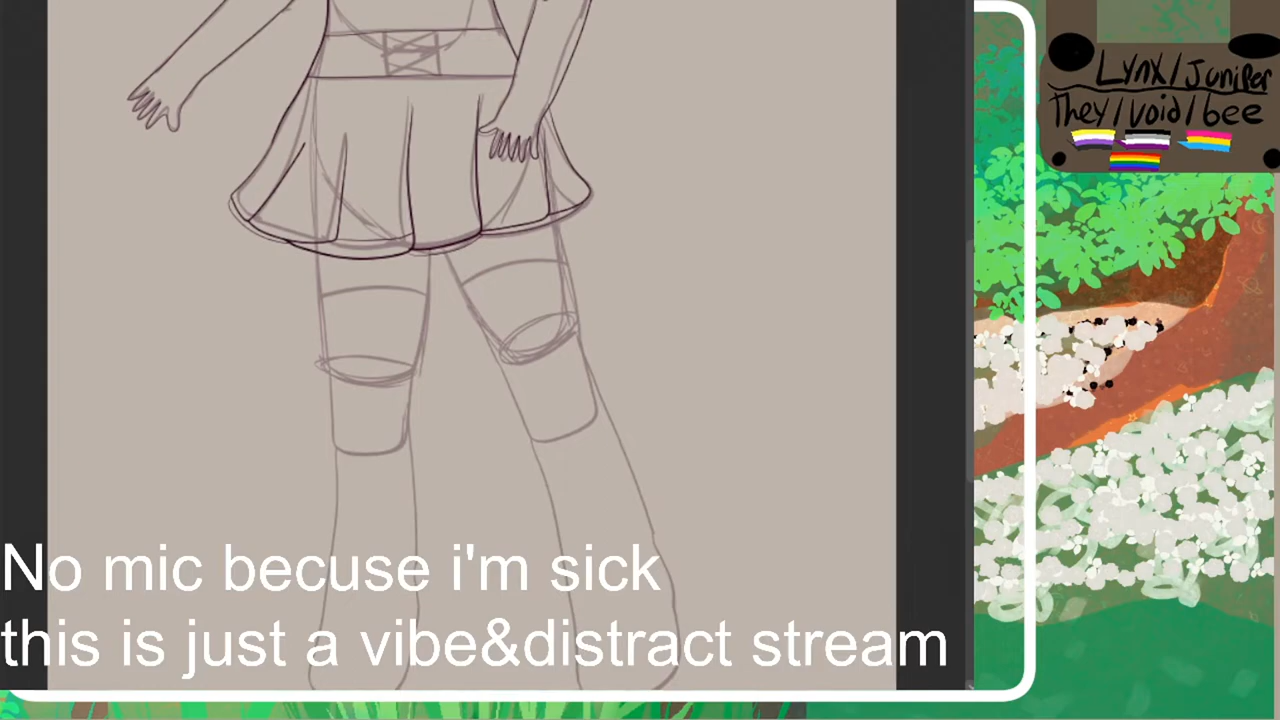 Lynx/Juniper
They/void/bee
No mic becuse i'm sick
this is just a vibe&distract stream